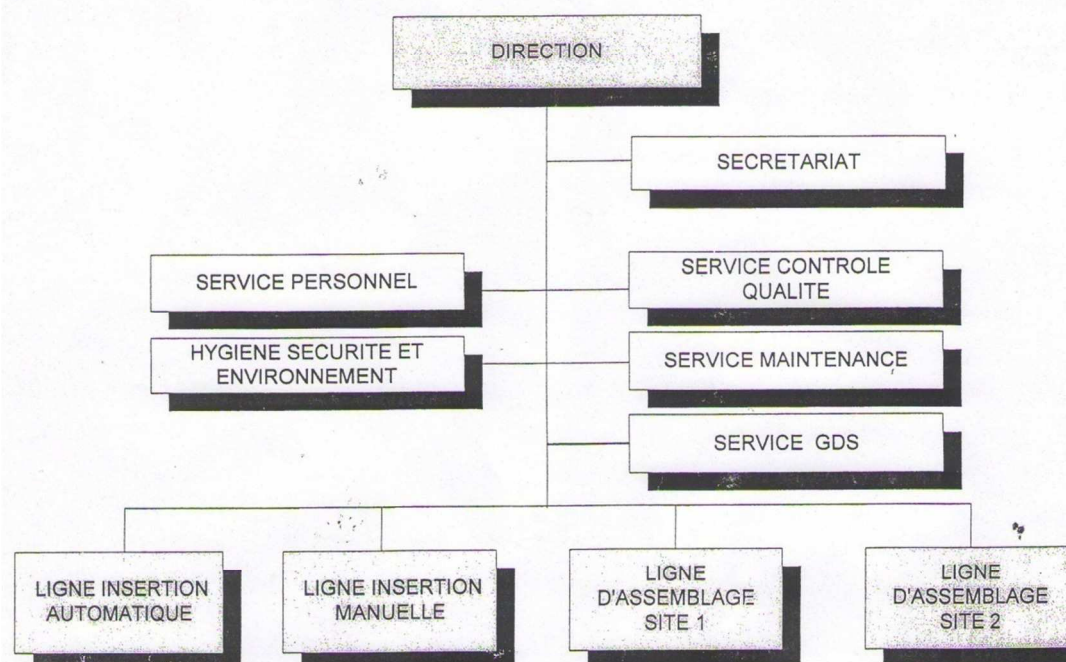 DIRECTION
SECRETARIAT
SERVICE PERSONNEL
SERVICE CONTROLE
QUALITE
HYGIENE SECURITE ET
ENVIRONNEMENT
SERVICE MAINTENANCE
SERVICE GDS
LIGNE INSERTION
AUTOMATIQUE
LIGNE INSERTION
MANUELLE
LIGNE
D'ASSEMBLAGE
SITE 1
LIGNE
D'ASSEMBLAGE
SITE 2